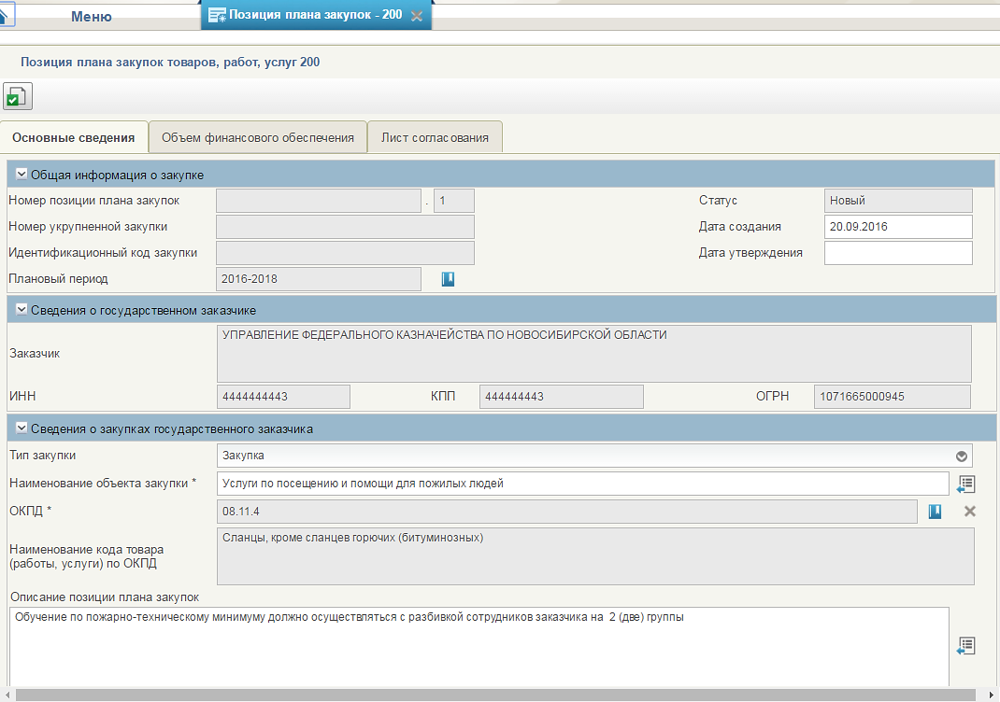 Меню
Позиция плана закупок - 200
Позиция плана закупок товаров, работ, услуг 200
Основные сведения
Объем финансового обеспечения
Лист согласования
Общая информация о закупке
Номер позиции плана закупок . 1
Статус Новый
Номер укрупненной закупки
Дата создания 20.09.2016
Идентификационный код закупки
Дата утверждения
Плановый период 2016-2018
Сведения о государственном заказчике
Заказчик УПРАВЛЕНИЕ ФЕДЕРАЛЬНОГО КАЗНАЧЕЙСТВА ПО НОВОСИБИРСКОЙ ОБЛАСТИ
ИНН 4444444443 КПП 444444443 ОГРН 1071665000945
Сведения о закупках государственного заказчика
Тип закупки Закупка
Наименование объекта закупки * Услуги по посещению и помощи для пожилых людей
ОКПД * 08.11.4
Наименование кода товара
(работы, услуги) по ОКПД
Сланцы, кроме сланцев горючих (битуминозных)
Описание позиции плана закупок
Обучение по пожарно-техническому минимуму должно осуществляться с разбивкой сотрудников заказчика на  2 (две) группы